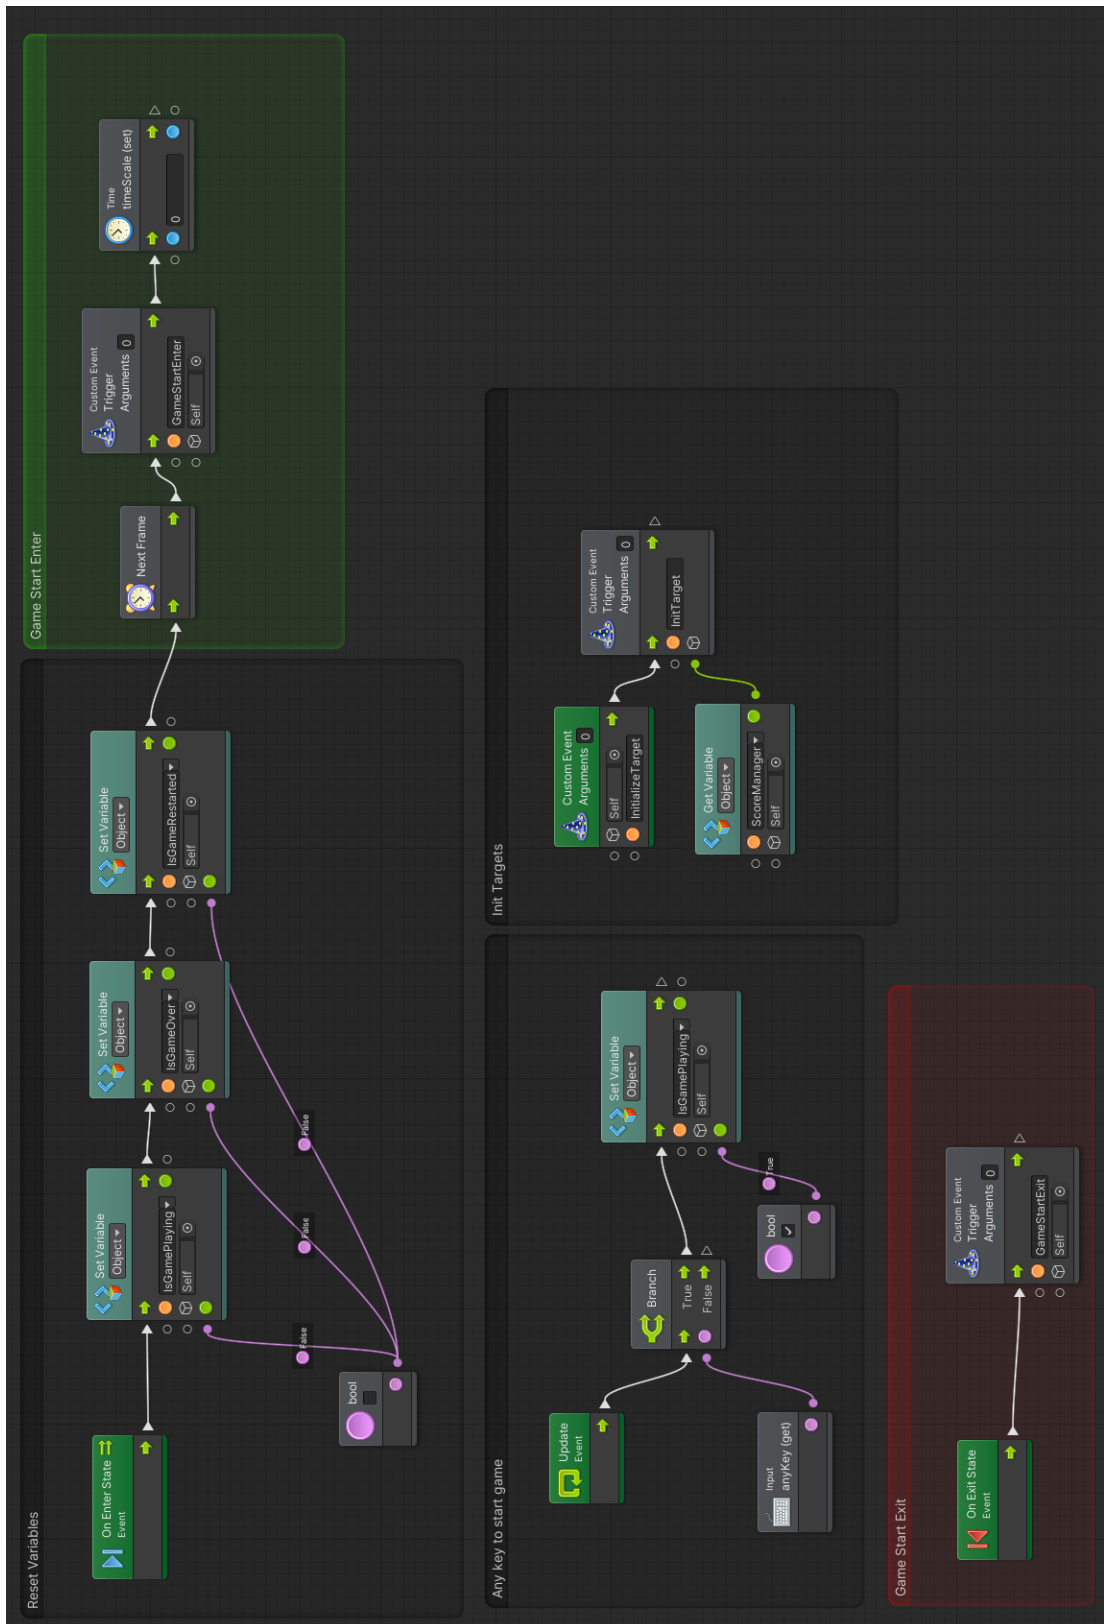 Reset Variables
On Enter State
Event
Set Variable
Object
IsGamePlaying
Self
Set Variable
Object
IsGameOver
Self
Set Variable
Object
IsGameRestarted
Self
bool
False
False
False
Game Start Enter
Next Frame
Custom Event
Trigger
Arguments 0
GameStartEnter
Self
Time
timeScale (set)
0
Any key to start game
Update
Event
Input
anyKey (get)
Branch
True
False
bool
True
Set Variable
Object
IsGamePlaying
Self
Init Targets
Custom Event
Arguments 0
Self
InitializeTarget
Get Variable
Object
ScoreManager
Self
Custom Event
Trigger
Arguments 0
InitTarget
Game Start Exit
On Exit State
Event
Custom Event
Trigger
Arguments 0
GameStartExit
Self